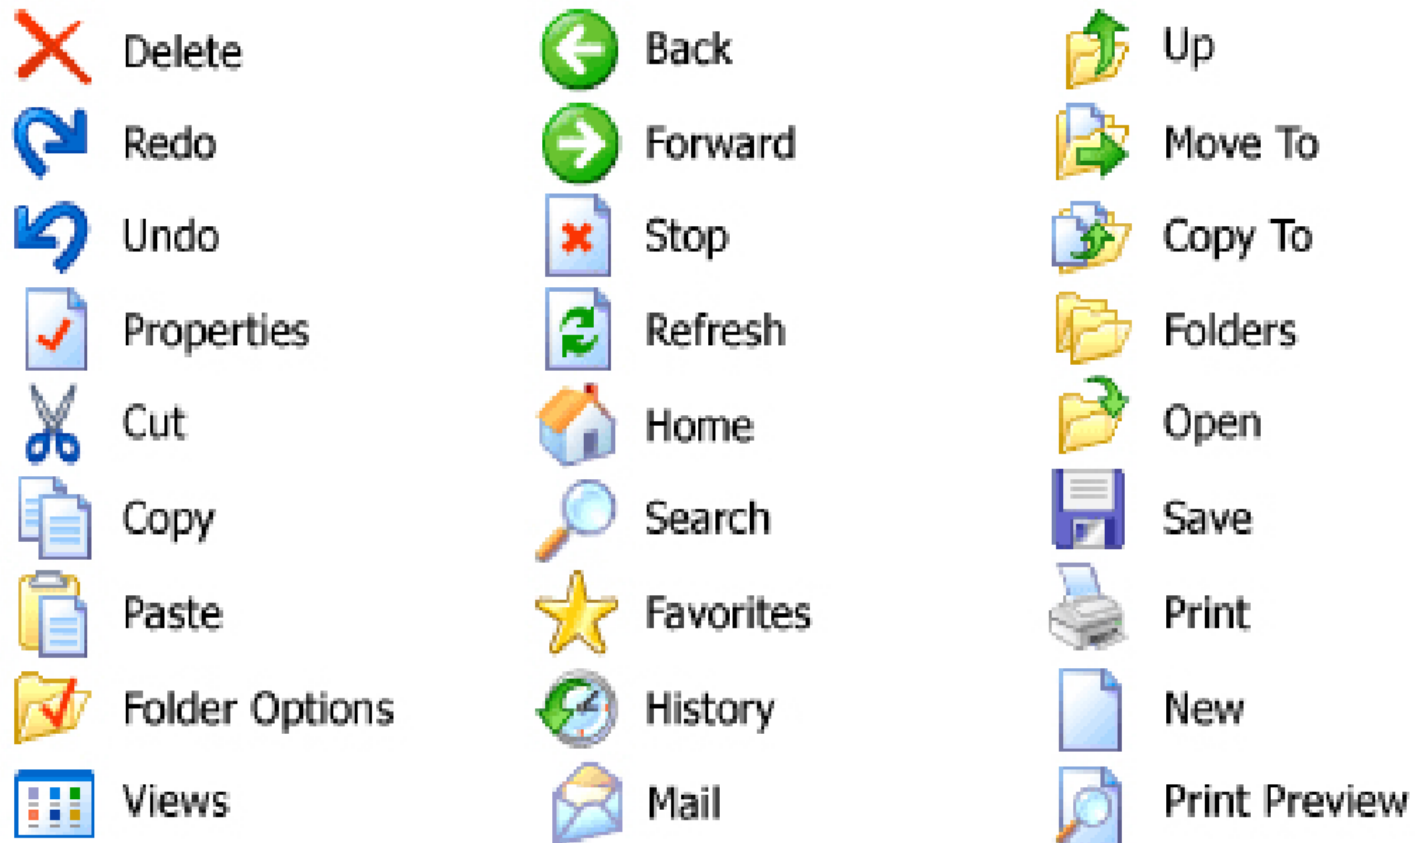 Delete
Redo
Undo
Properties
Cut
Copy
Paste
Folder Options
Views
Back
Forward
Stop
Refresh
Home
Search
Favorites
History
Mail
Up
Move To
Copy To
Folders
Open
Save
Print
New
Print Preview